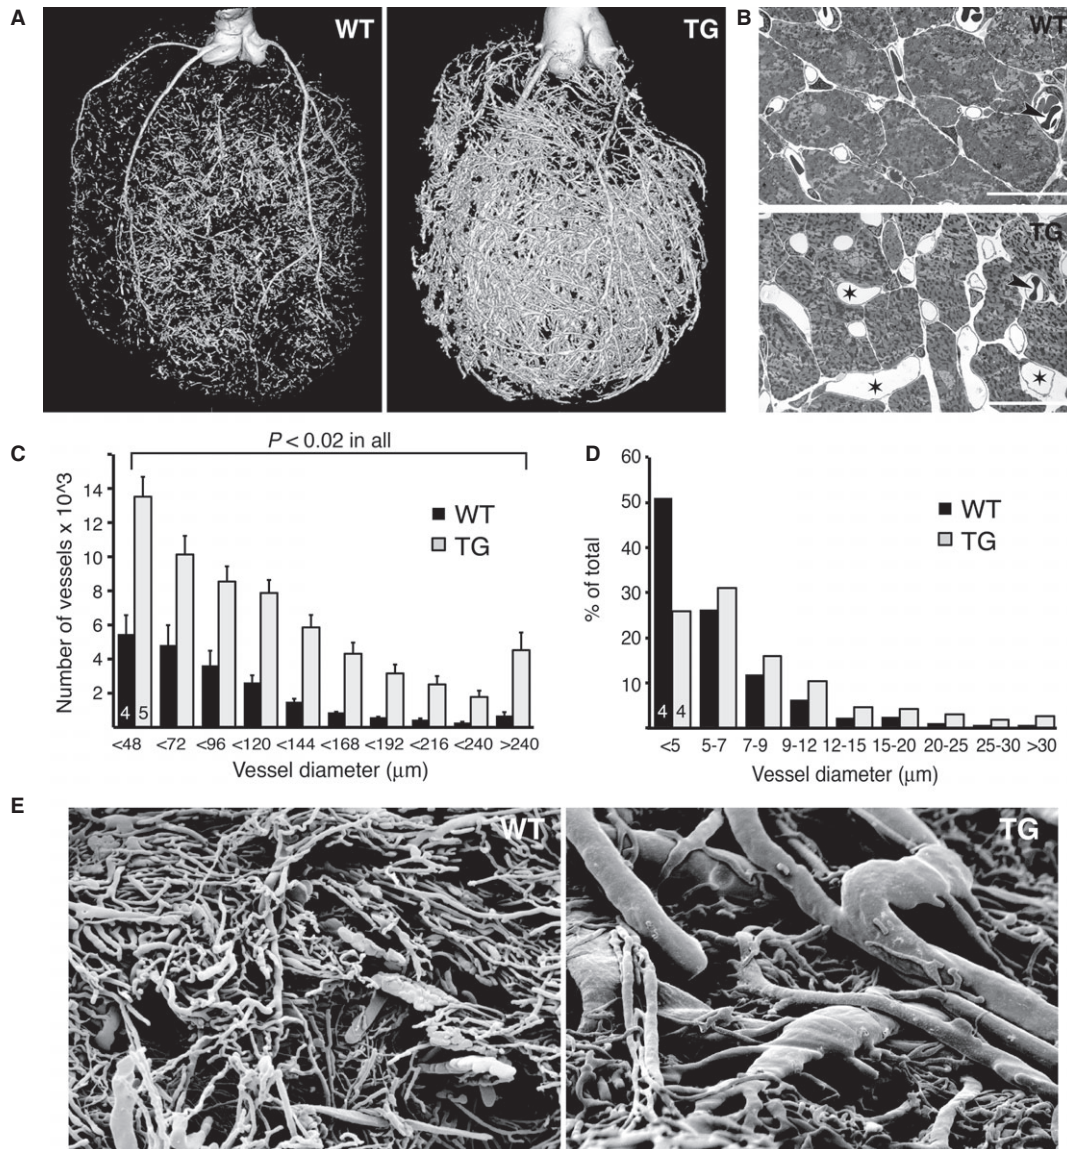 A
WT
TG
B
WT
TG
C
P < 0.02 in all
Number of vessels x 10^3
14
12
10
8
6
4
2
WT
TG
4 5
<48 <72 <96 <120 <144 <168 <192 <216 <240 >240
Vessel diameter (μm)
D
% of total
60
50
40
30
20
10
WT
TG
4 4
<5 5-7 7-9 9-12 12-15 15-20 20-25 25-30 >30
Vessel diameter (μm)
E
WT
TG